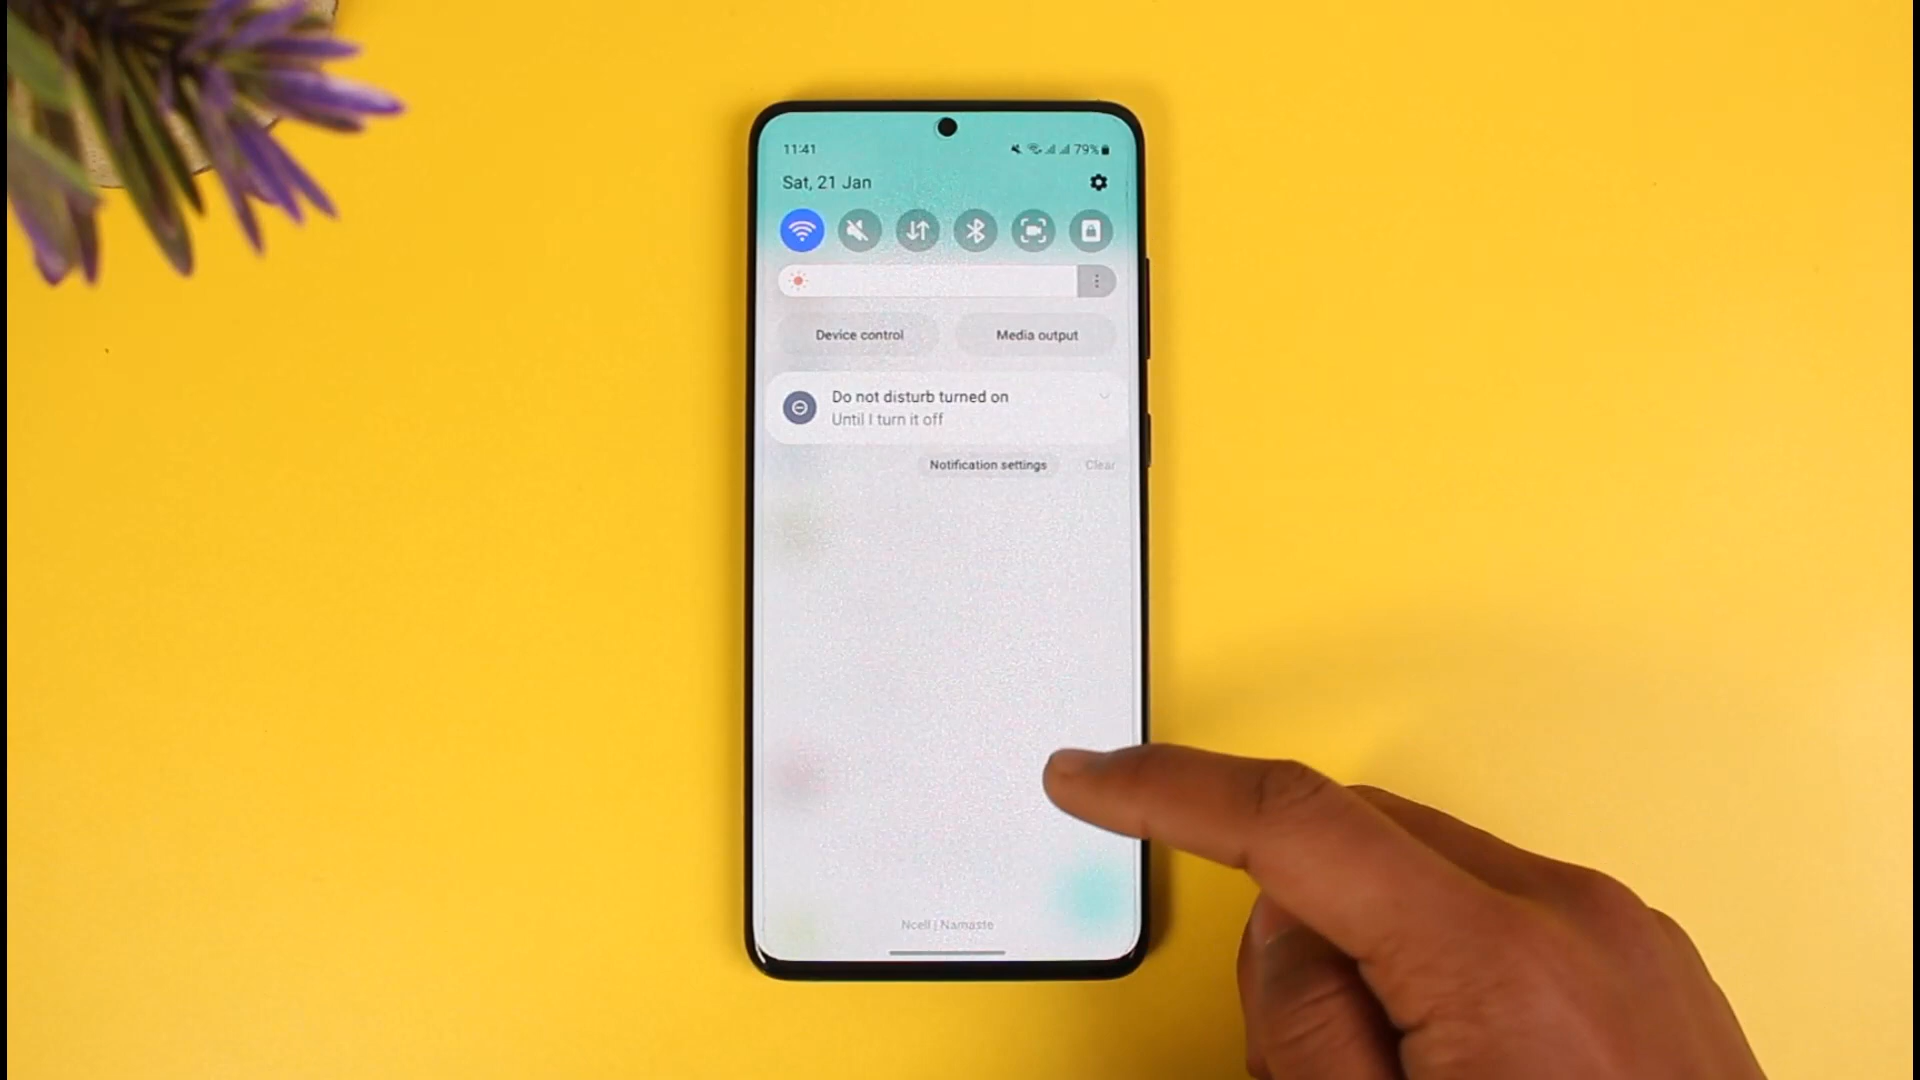 11:41
79%
Sat, 21 Jan
Device control
Media output
Do not disturb turned on
Until I turn it off
Notification settings
Clear
Ncell | Namaste